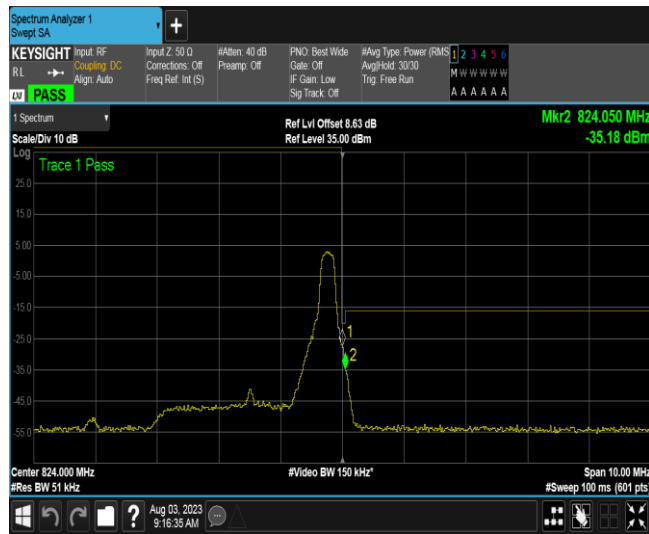 Spectrum Analyzer 1
Swept SA
+
KEYSIGHT Input: RF Input Z: 50 Ω #Atten: 40 dB PNO: Best Wide #Avg Type: Power (RMS 1 2 3 4 5 6
RL Coupling: DC Corrections: Off Preamp: Off Gate: Off Avg|Hold: 30/30 M W W W W W
Align: Auto Freq Ref: Int (S) IF Gain: Low Trig: Free Run
LXI PASS Sig Track: Off A A A A A A
1 Spectrum Ref Lvl Offset 8.63 dB Mkr2 824.050 MHz
Scale/Div 10 dB Ref Level 35.00 dBm -35.18 dBm
Log
Trace 1 Pass
25.0
15.0
5.00
-5.00
-15.0
1
-25.0
2
-35.0
-45.0
-55.0
Center 824.000 MHz #Video BW 150 kHz* Span 10.00 MHz
#Res BW 51 kHz #Sweep 100 ms (601 pts
? Aug 03, 2023
9:16:35 AM